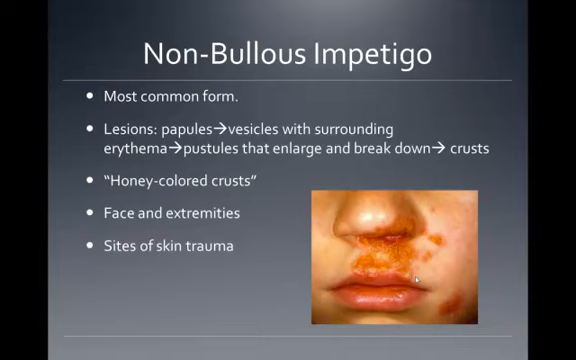 Non-Bullous Impetigo
• Most common form.
• Lesions: papules→vesicles with surrounding
erythema→pustules that enlarge and break down→ crusts
• “Honey-colored crusts”
• Face and extremities
• Sites of skin trauma